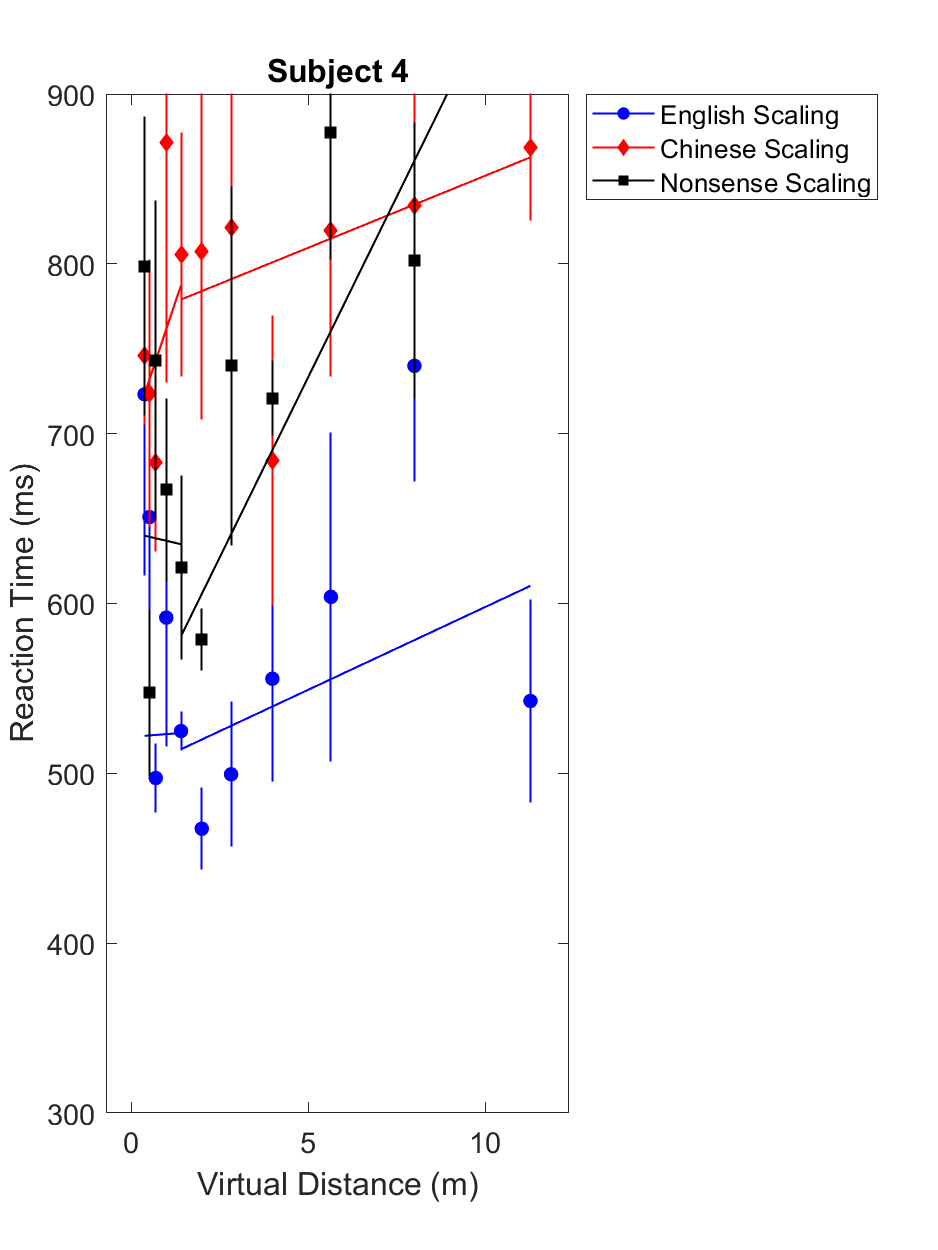 Subject 4
900
800
700
600
500
400
300
0
5
10
Reaction Time (ms)
Virtual Distance (m)
English Scaling
Chinese Scaling
Nonsense Scaling